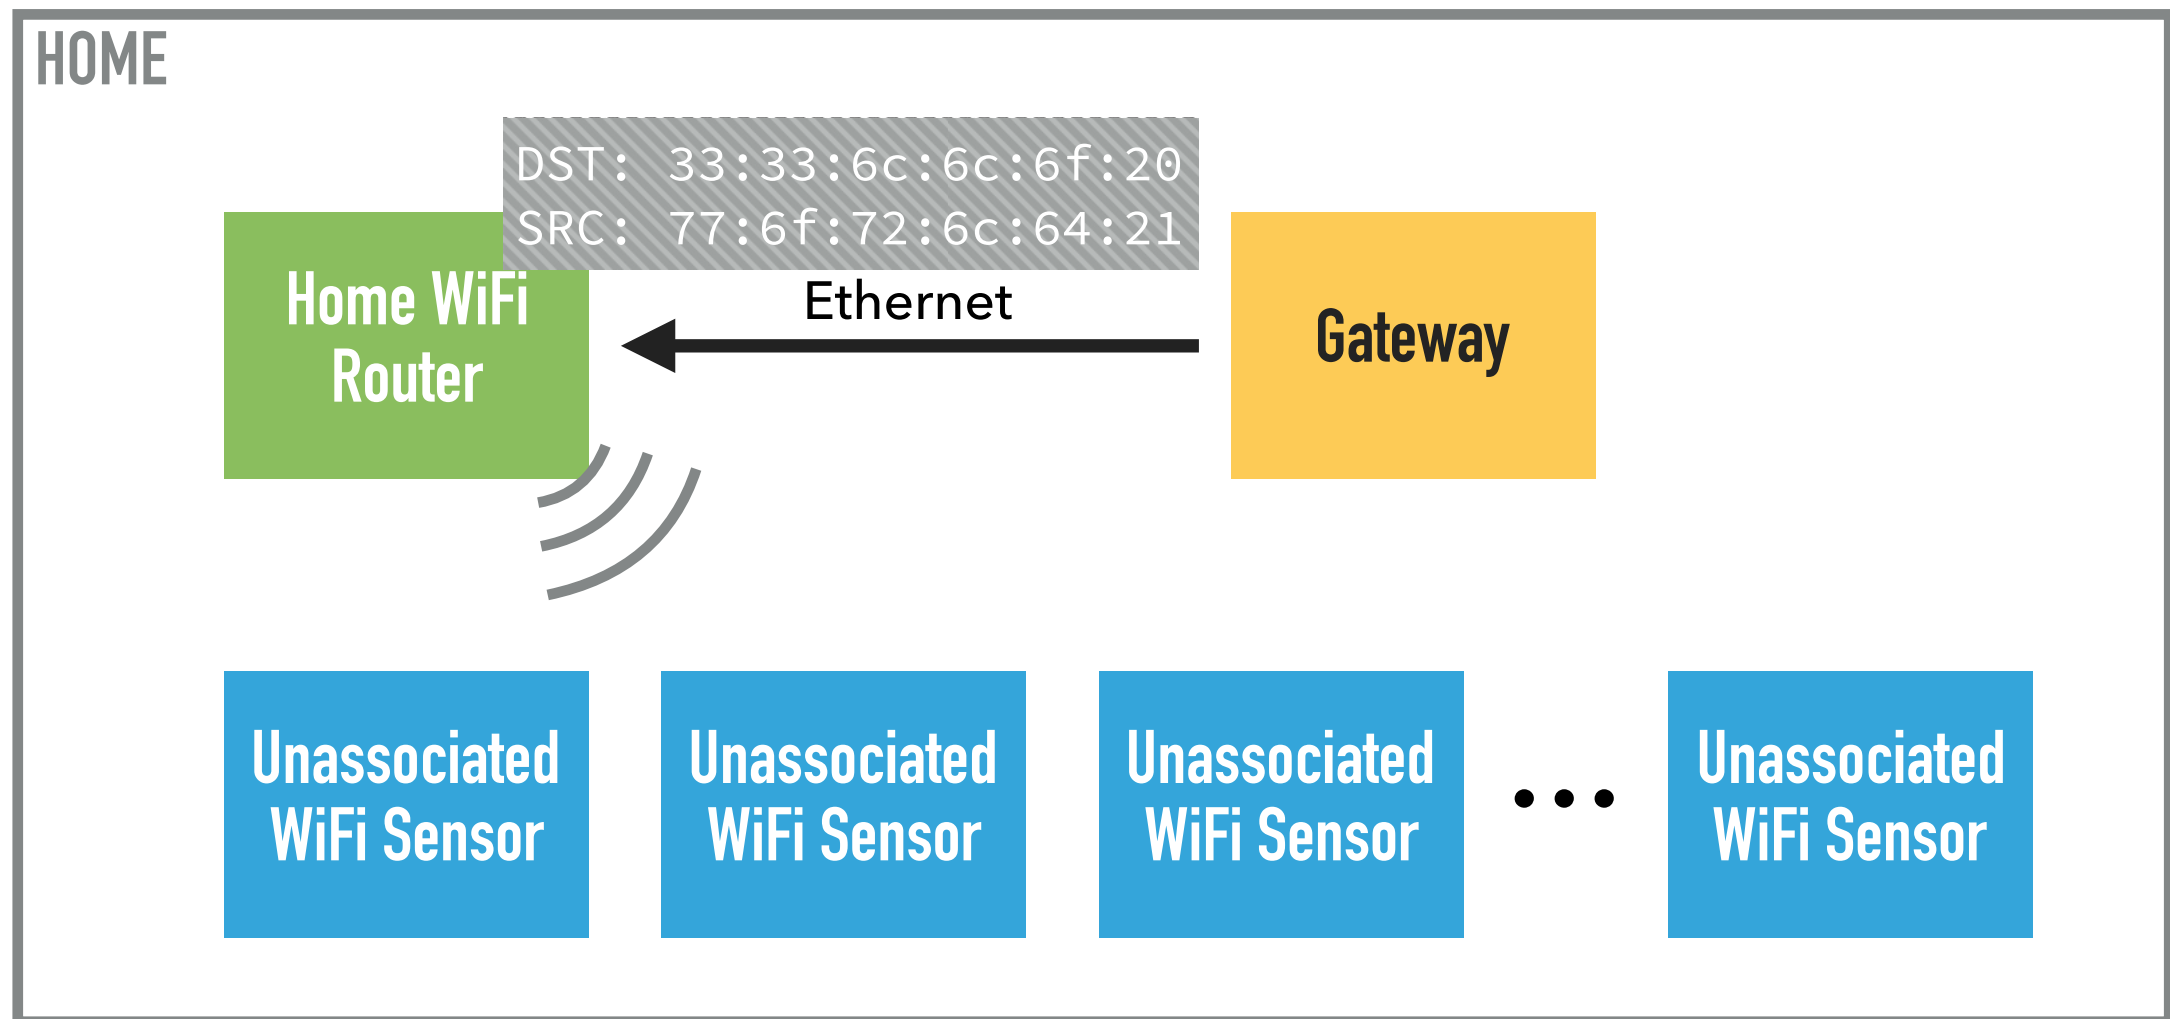 HOME
DST: 33:33:6c:6c:6f:20
SRC: 77:6f:72:6c:64:21
Home WiFi
Router
Ethernet
Gateway
Unassociated
WiFi Sensor
Unassociated
WiFi Sensor
Unassociated
WiFi Sensor
Unassociated
WiFi Sensor